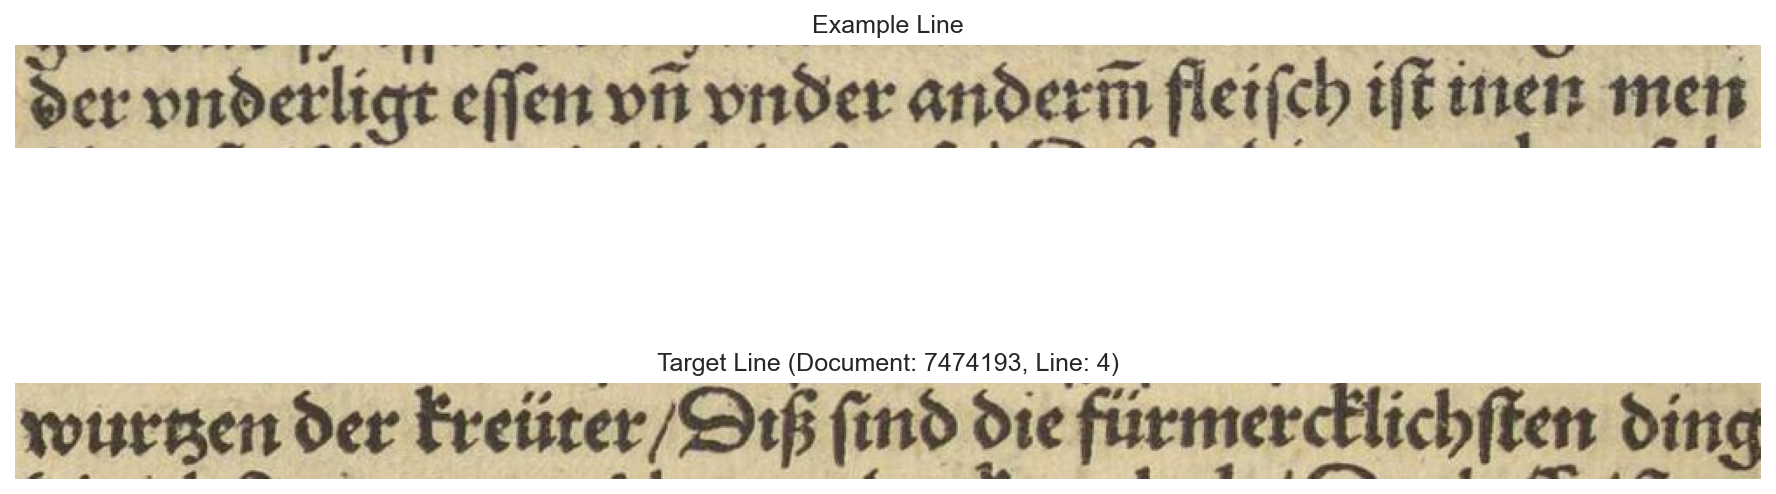 Example Line
der vnderligt eſſen vn̄ vnder anderm̄ fleiſch iſt inen men
Target Line (Document: 7474193, Line: 4)
wurtzen der kreüter/Diß ſind die fürmercklichſten ding